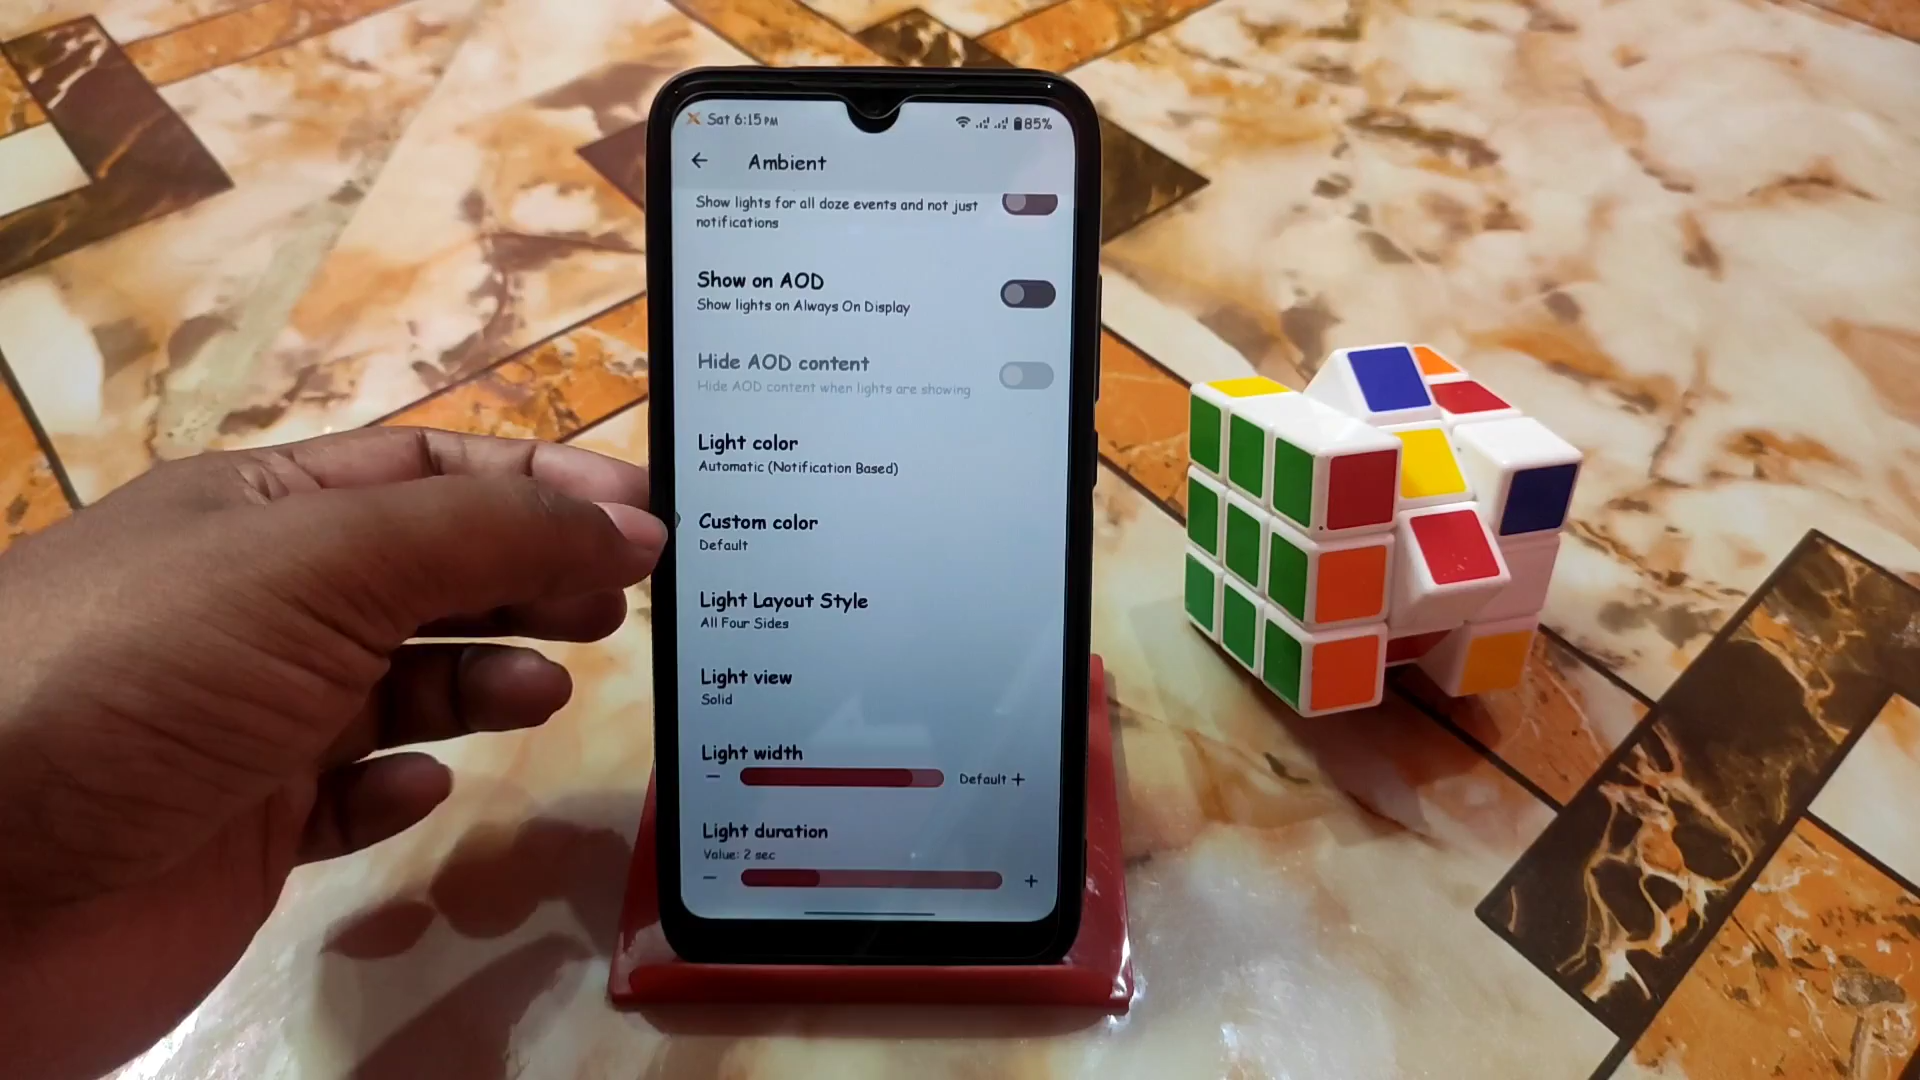 Sat 6:15 PM
85%
Ambient
Show lights for all doze events and not just
notifications
Show on AOD
Show lights on Always On Display
Hide AOD content
Hide AOD content when lights are showing
Light color
Automatic (Notification Based)
Custom color
Default
Light Layout Style
All Four Sides
Light view
Solid
Light width
− Default +
Light duration
Value: 2 sec
− +